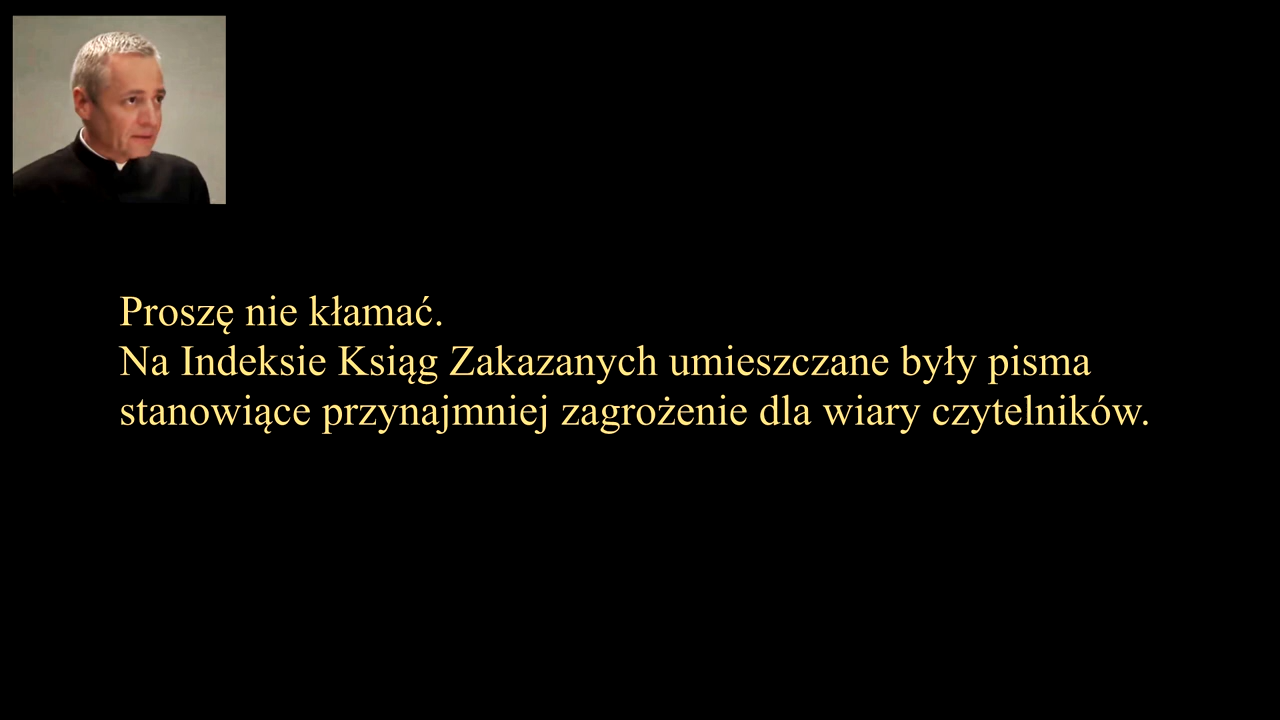 Proszę nie kłamać.
Na Indeksie Ksiąg Zakazanych umieszczane były pisma
stanowiące przynajmniej zagrożenie dla wiary czytelników.